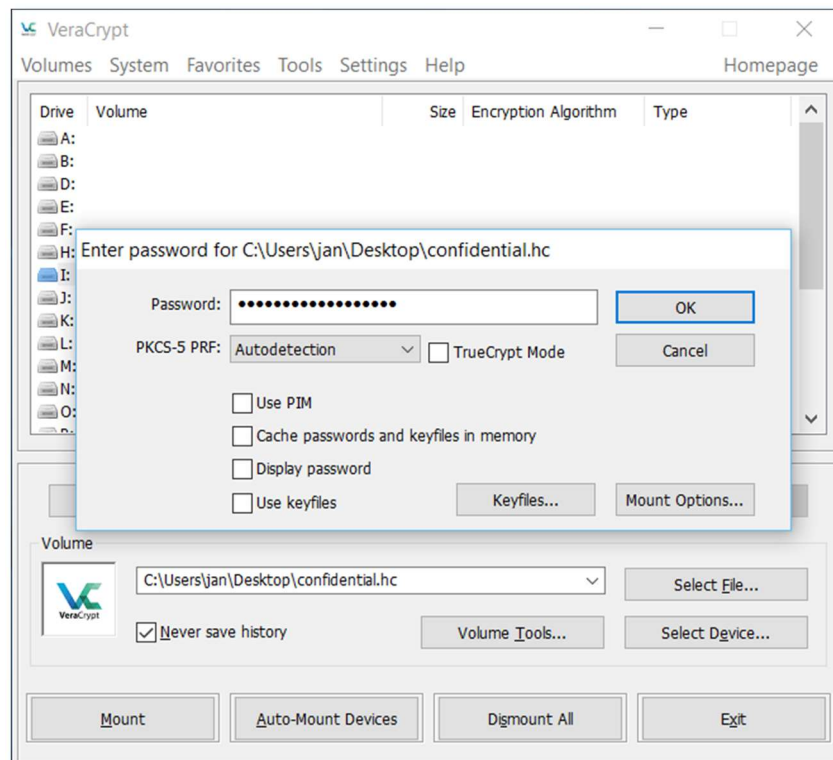 VeraCrypt
Volumes System Favorites Tools Settings Help Homepage
Drive Volume Size Encryption Algorithm Type
A:
B:
D:
E:
F:
H:
I:
J:
K:
L:
M:
N:
O:
Enter password for C:\Users\jan\Desktop\confidential.hc
Password: ●●●●●●●●●●●●●●●●●● OK
PKCS-5 PRF: Autodetection TrueCrypt Mode Cancel
Use PIM
Cache passwords and keyfiles in memory
Display password
Use keyfiles Keyfiles... Mount Options...
Volume
VeraCrypt
C:\Users\jan\Desktop\confidential.hc Select File...
Never save history Volume Tools... Select Device...
Mount Auto-Mount Devices Dismount All Exit